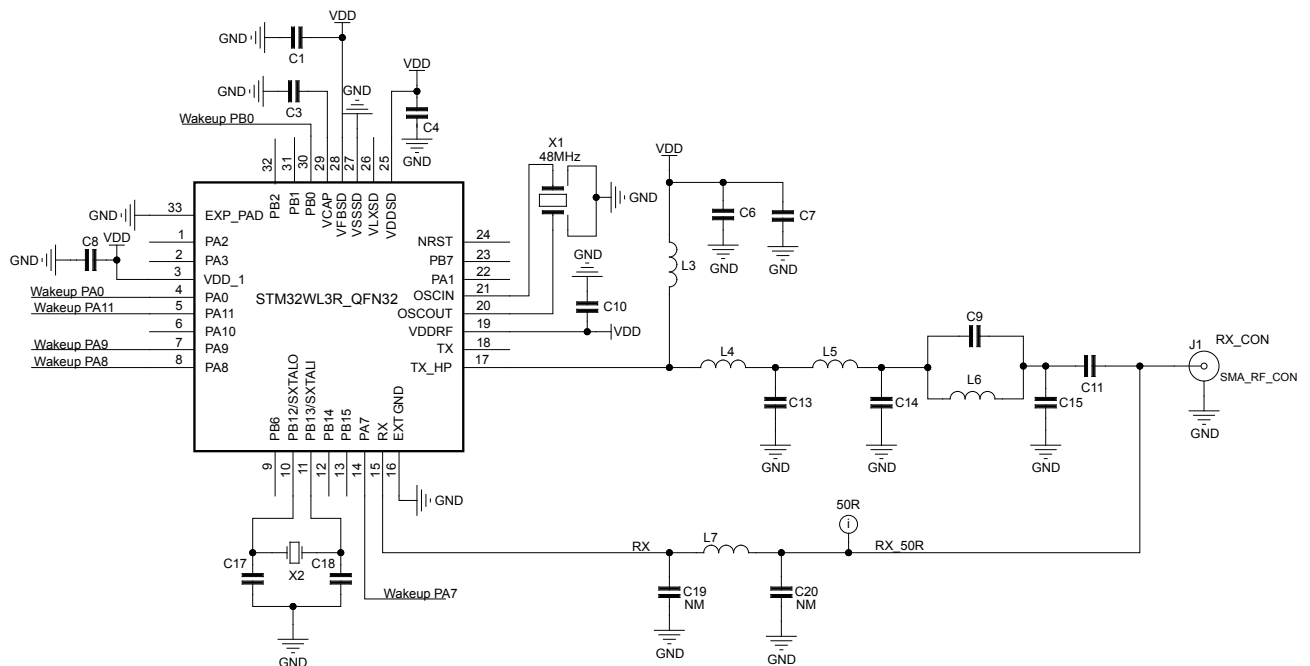 VDD
GND
C1
VDD
GND
GND
C3
C4
Wakeup PB0
GND
X1
48MHz
VDD
32
31
30
29
28
27
26
25
PB2
PB1
PB0
VCAP
VFBSD
VSSSD
VLXSD
VDDSD
GND
C6
C7
GND
GND
GND
33
EXP_PAD
C8
VDD
GND
1
PA2
2
PA3
3
VDD_1
Wakeup PA0
4
PA0
Wakeup PA11
5
PA11
6
PA10
Wakeup PA9
7
PA9
Wakeup PA8
8
PA8
STM32WL3R_QFN32
NRST
24
PB7
23
PA1
22
OSCIN
21
OSCOUT
20
VDDRF
19
TX
18
TX_HP
17
GND
C10
VDD
L3
L4
L5
C9
L6
C13
C14
C15
C11
GND
GND
GND
J1
RX_CON
SMA_RF_CON
GND
PB6
PB12/SXTALO
PB13/SXTALI
PB14
PB15
PA7
RX
EXT GND
9
10
11
12
13
14
15
16
GND
C17
X2
C18
GND
Wakeup PA7
RX
L7
50R
i
RX_50R
C19
NM
C20
NM
GND
GND